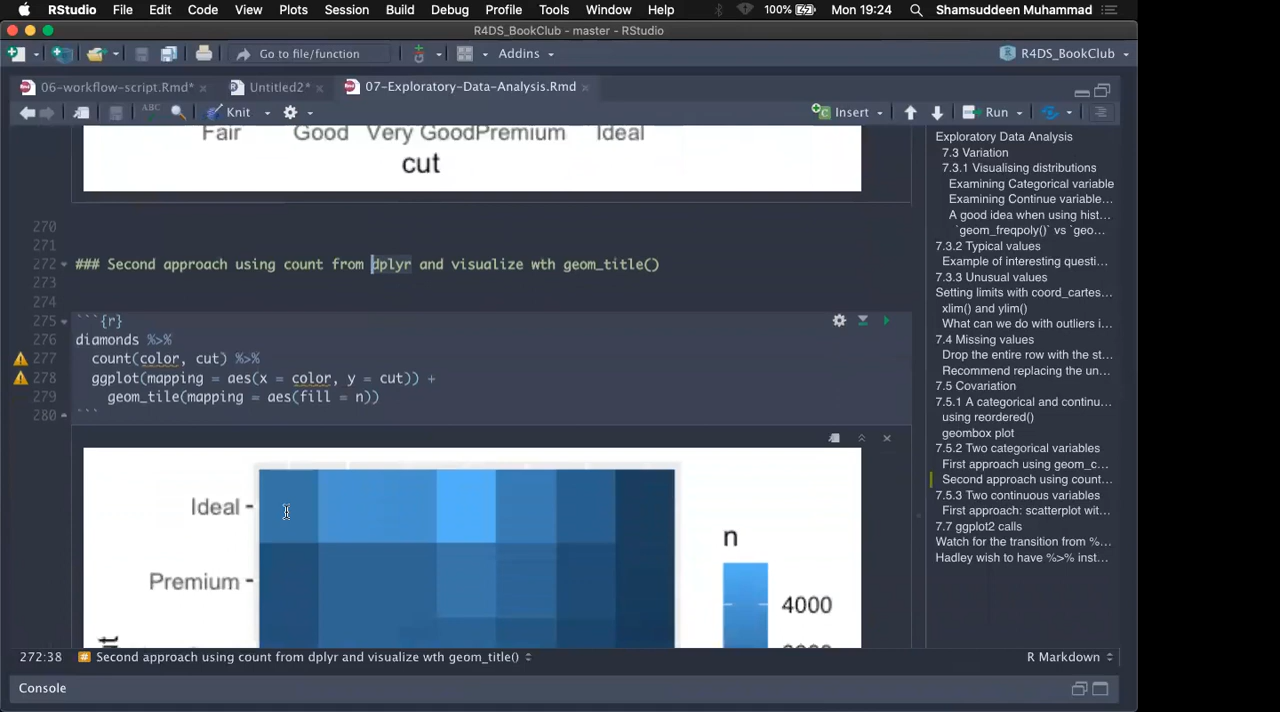 RStudio File Edit Code View Plots Session Build Debug Profile Tools Window Help 100% Mon 19:24 Shamsuddeen Muhammad
R4DS_BookClub - master - RStudio
Go to file/function Addins R4DS_BookClub
06-workflow-script.Rmd* Untitled2* 07-Exploratory-Data-Analysis.Rmd
ABC Knit Insert Run
Fair Good Very Good Premium Ideal
cut
270
271
272 ### Second approach using count from dplyr and visualize wth geom_title()
273
274
275 ```{r}
276 diamonds %>%
277 count(color, cut) %>%
278 ggplot(mapping = aes(x = color, y = cut)) +
279 geom_tile(mapping = aes(fill = n))
280 ```
Ideal
Premium
n
4000
Exploratory Data Analysis
7.3 Variation
7.3.1 Visualising distributions
Examining Categorical variable
Examining Continue variable...
A good idea when using hist...
`geom_freqpoly()` vs `geo...
7.3.2 Typical values
Example of interesting questi...
7.3.3 Unusual values
Setting limits with coord_cartes...
xlim() and ylim()
What can we do with outliers i...
7.4 Missing values
Drop the entire row with the st...
Recommend replacing the un...
7.5 Covariation
7.5.1 A categorical and continu...
using reordered()
geombox plot
7.5.2 Two categorical variables
First approach using geom_c...
Second approach using count...
7.5.3 Two continuous variables
First approach: scatterplot wit...
7.7 ggplot2 calls
Watch for the transition from %...
Hadley wish to have %>% inst...
272:38 # Second approach using count from dplyr and visualize wth geom_title() R Markdown
Console